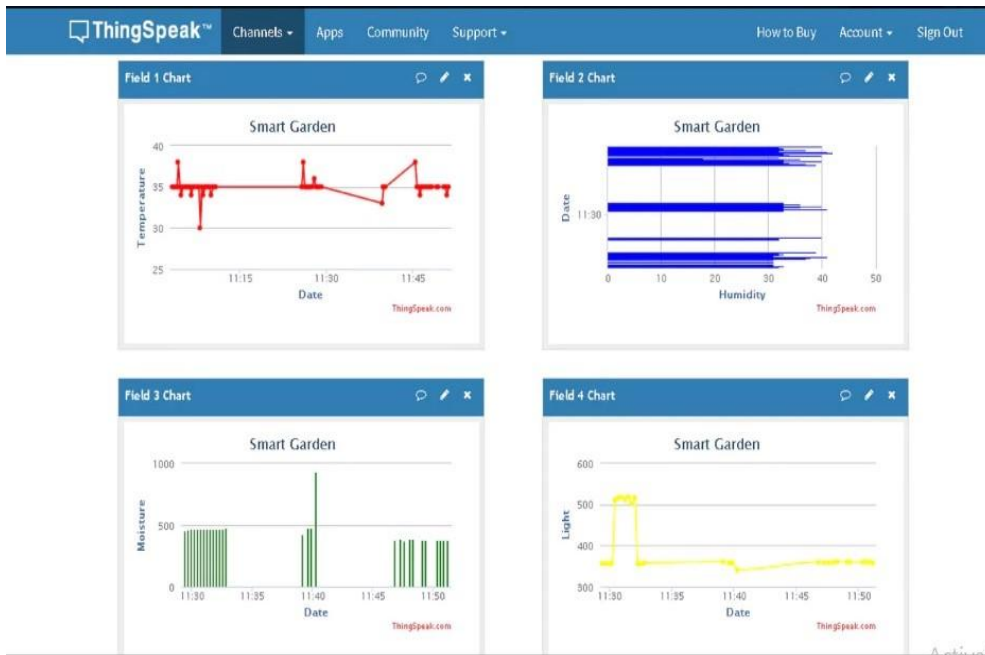 ThingSpeak™ Channels Apps Community Support How to Buy Account Sign Out
Field 1 Chart
Smart Garden
40
35
30
25
Temperature
11:15 11:30 11:45
Date
ThingSpeak.com
Field 2 Chart
Smart Garden
Date
11:30
0 10 20 30 40 50
Humidity
ThingSpeak.com
Field 3 Chart
Smart Garden
1000
500
0
Moisture
11:30 11:35 11:40 11:45 11:50
Date
ThingSpeak.com
Field 4 Chart
Smart Garden
600
500
400
300
Light
11:30 11:35 11:40 11:45 11:50
Date
ThingSpeak.com